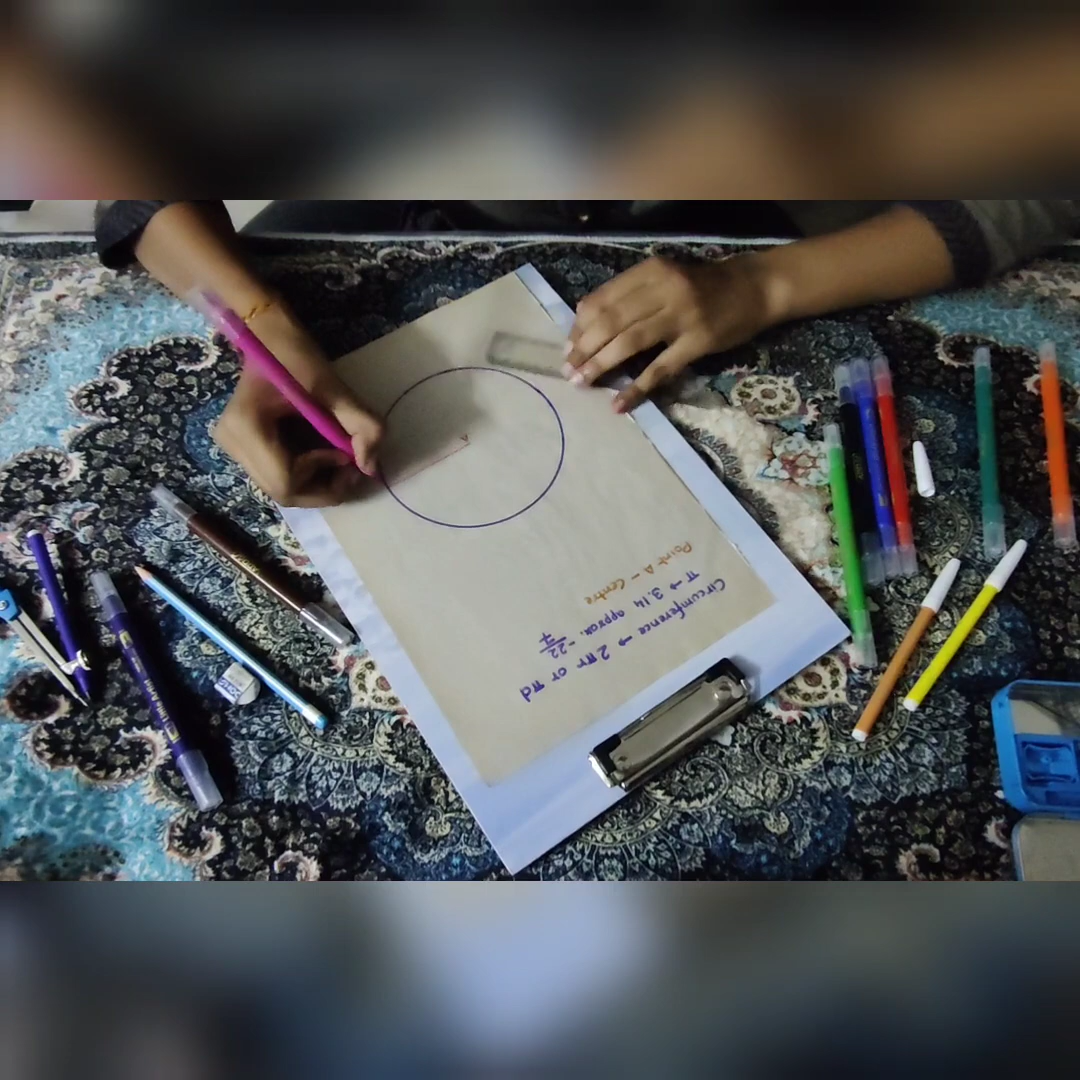 Circumference → 2πr or πd
π → 3.14 approx. 22/7
Point A – centre
A